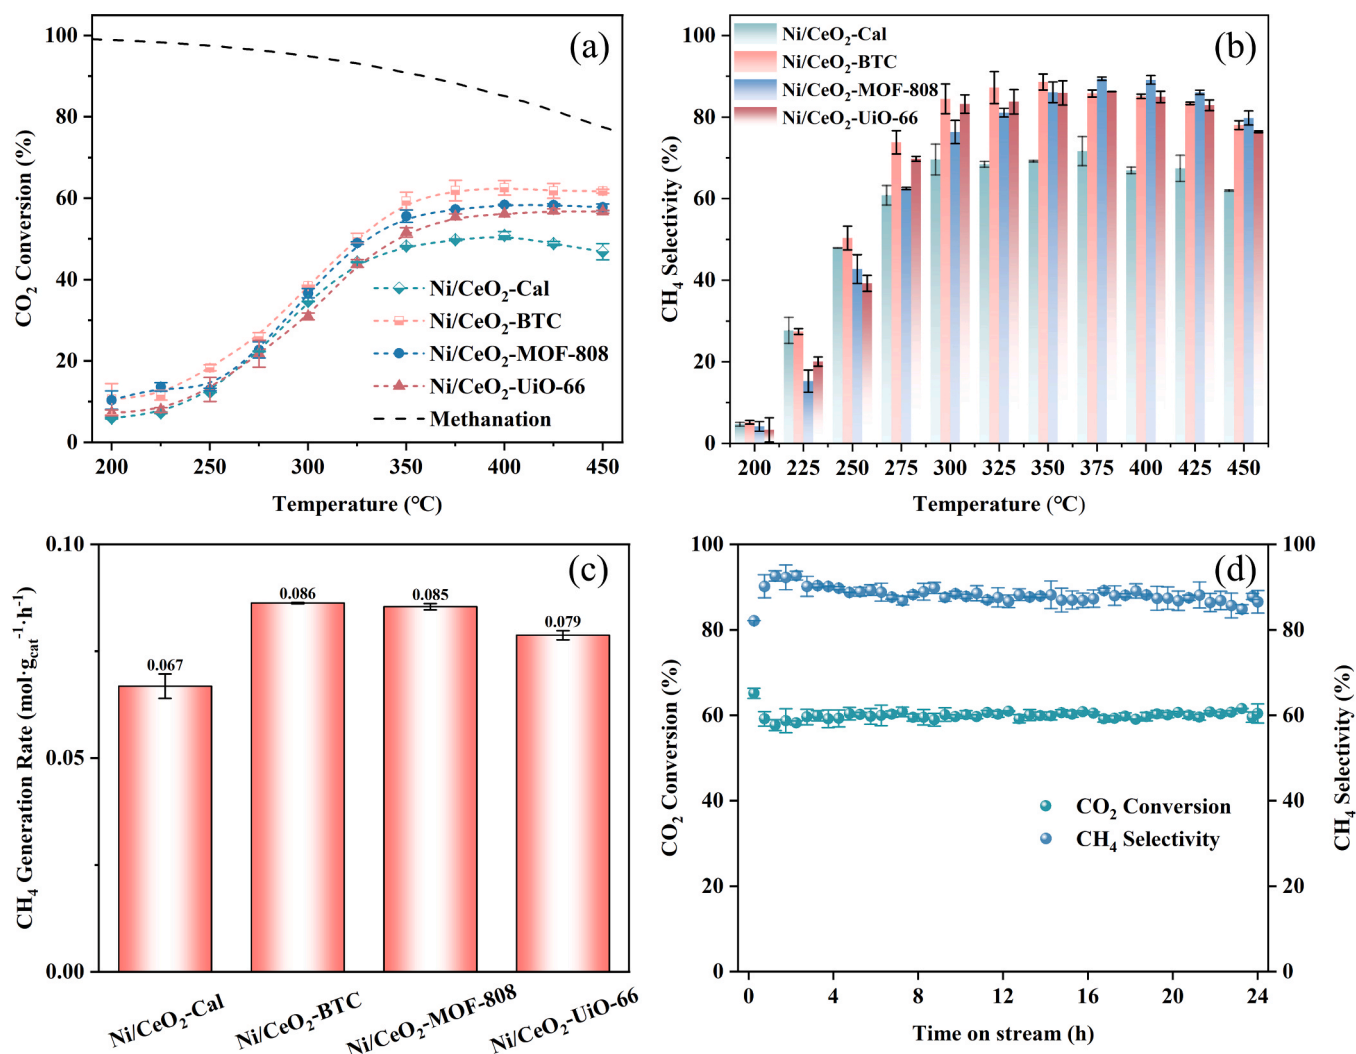 (a)
CO2 Conversion (%)
100
80
60
40
20
0
Ni/CeO2-Cal
Ni/CeO2-BTC
Ni/CeO2-MOF-808
Ni/CeO2-UiO-66
Methanation
200 250 300 350 400 450
Temperature (°C)
(b)
CH4 Selectivity (%)
100
80
60
40
20
0
Ni/CeO2-Cal
Ni/CeO2-BTC
Ni/CeO2-MOF-808
Ni/CeO2-UiO-66
200 225 250 275 300 325 350 375 400 425 450
Temperature (°C)
(c)
CH4 Generation Rate (mol·gcat-1·h-1)
0.10
0.05
0.00
0.067
0.086
0.085
0.079
Ni/CeO2-Cal
Ni/CeO2-BTC
Ni/CeO2-MOF-808
Ni/CeO2-UiO-66
(d)
CO2 Conversion (%)
100
80
60
40
20
0
CO2 Conversion
CH4 Selectivity
100
80
60
40
20
0
CH4 Selectivity (%)
0 4 8 12 16 20 24
Time on stream (h)